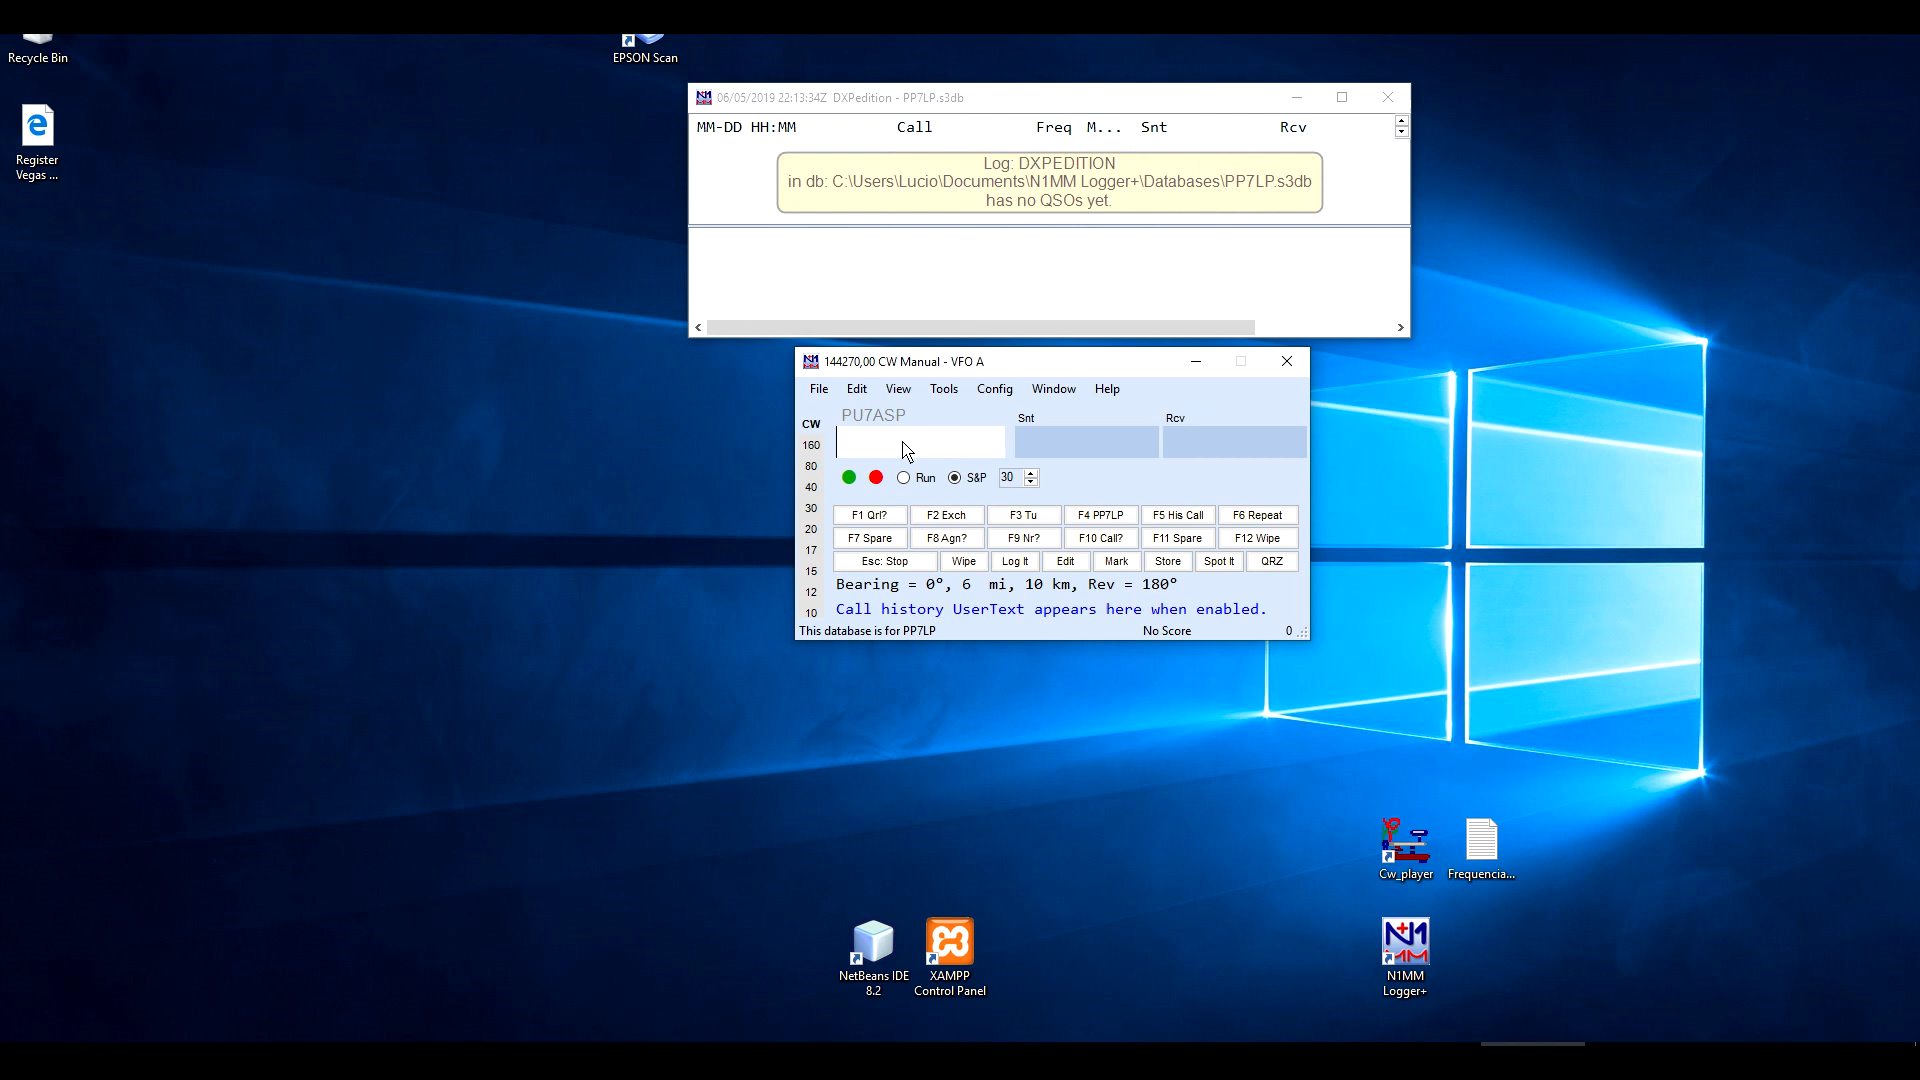 Recycle Bin
EPSON Scan
Register
Vegas ...
06/05/2019 22:13:34Z DXPedition - PP7LP.s3db
MM-DD HH:MM Call Freq M... Snt Rcv
Log: DXPEDITION
in db: C:\Users\Lucio\Documents\N1MM Logger+\Databases\PP7LP.s3db
has no QSOs yet.
144270,00 CW Manual - VFO A
File Edit View Tools Config Window Help
PU7ASP
Snt Rcv
CW
160
80
Run S&P 30
40
30
F1 Qrl? F2 Exch F3 Tu F4 PP7LP F5 His Call F6 Repeat
20
F7 Spare F8 Agn? F9 Nr? F10 Call? F11 Spare F12 Wipe
17
Esc: Stop Wipe Log It Edit Mark Store Spot It QRZ
15
Bearing = 0º, 6 mi, 10 km, Rev = 180º
12
Call history UserText appears here when enabled.
10
This database is for PP7LP No Score 0
Cw_player
Frequencia...
NetBeans IDE
8.2
XAMPP
Control Panel
N1MM
Logger+